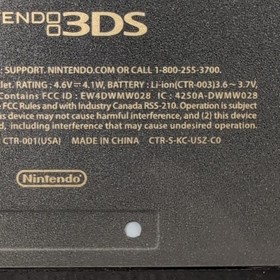 ENDO 3DS
: SUPPORT.NINTENDO.COM OR CALL 1-800-255-3700.
let. RATING : 4.6V⎓4.1W, BATTERY : Li-ion(CTR-003)3.6~3.7V,
Contains FCC ID : EW4DWMW028 IC : 4250A-DWMW028
e FCC Rules and with Industry Canada RSS-210. Operation is subject
is device may not cause harmful interference, and (2) this device
d, including interference that may cause undesired operation.
CTR-001(USA) MADE IN CHINA CTR-S-KC-USZ-C0
Nintendo